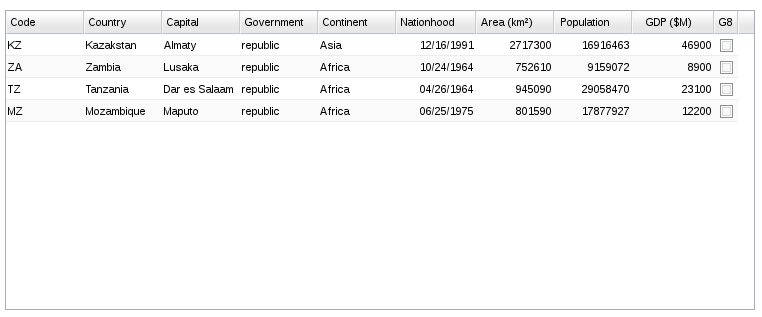 Code Country Capital Government Continent Nationhood Area (km²) Population GDP ($M) G8
KZ Kazakstan Almaty republic Asia 12/16/1991 2717300 16916463 46900
ZA Zambia Lusaka republic Africa 10/24/1964 752610 9159072 8900
TZ Tanzania Dar es Salaam republic Africa 04/26/1964 945090 29058470 23100
MZ Mozambique Maputo republic Africa 06/25/1975 801590 17877927 12200